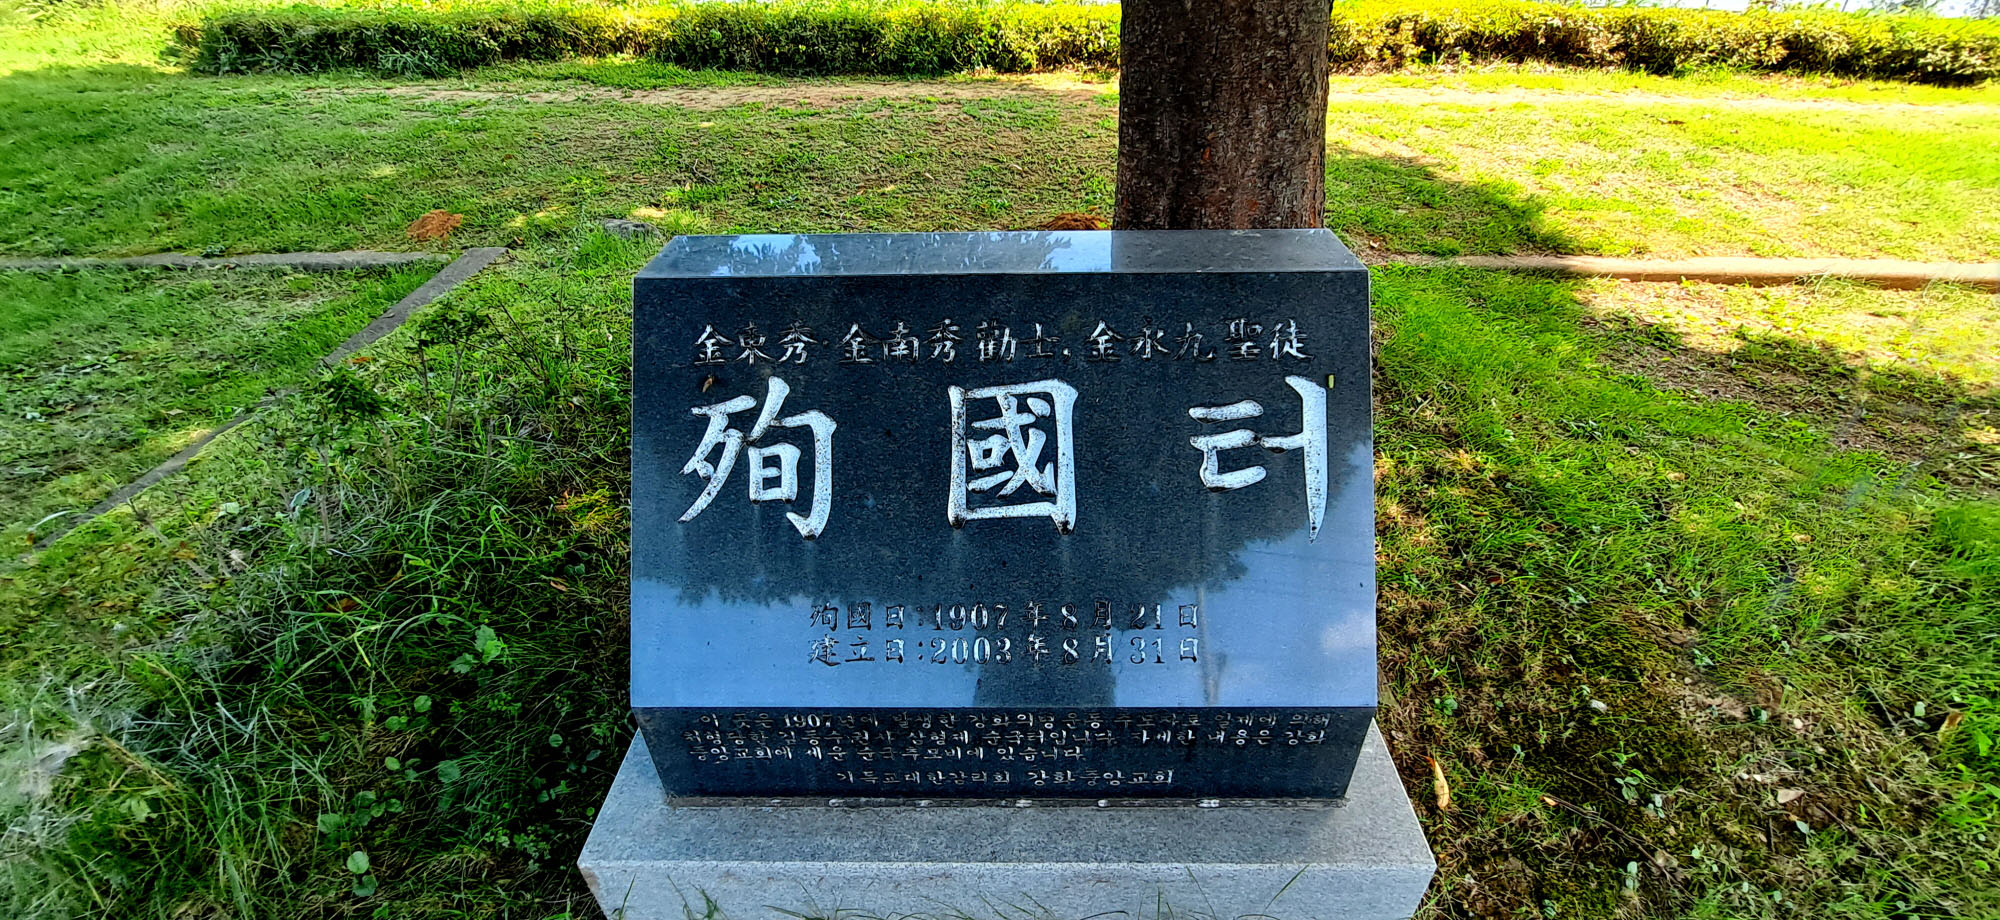 金東秀·金南秀 勸士, 金永九 聖徒
殉國터
殉國日:1907年 8月 21日
建立日:2003年 8月 31日
이 곳은 1907년에 발생한 강화의병운동 주모자로 일제에 의해
처형당한 김동수권사 삼형제 순국터입니다. 자세한 내용은 강화
중앙교회에 세운 순국추모비에 있습니다.
기독교대한감리회 강화중앙교회